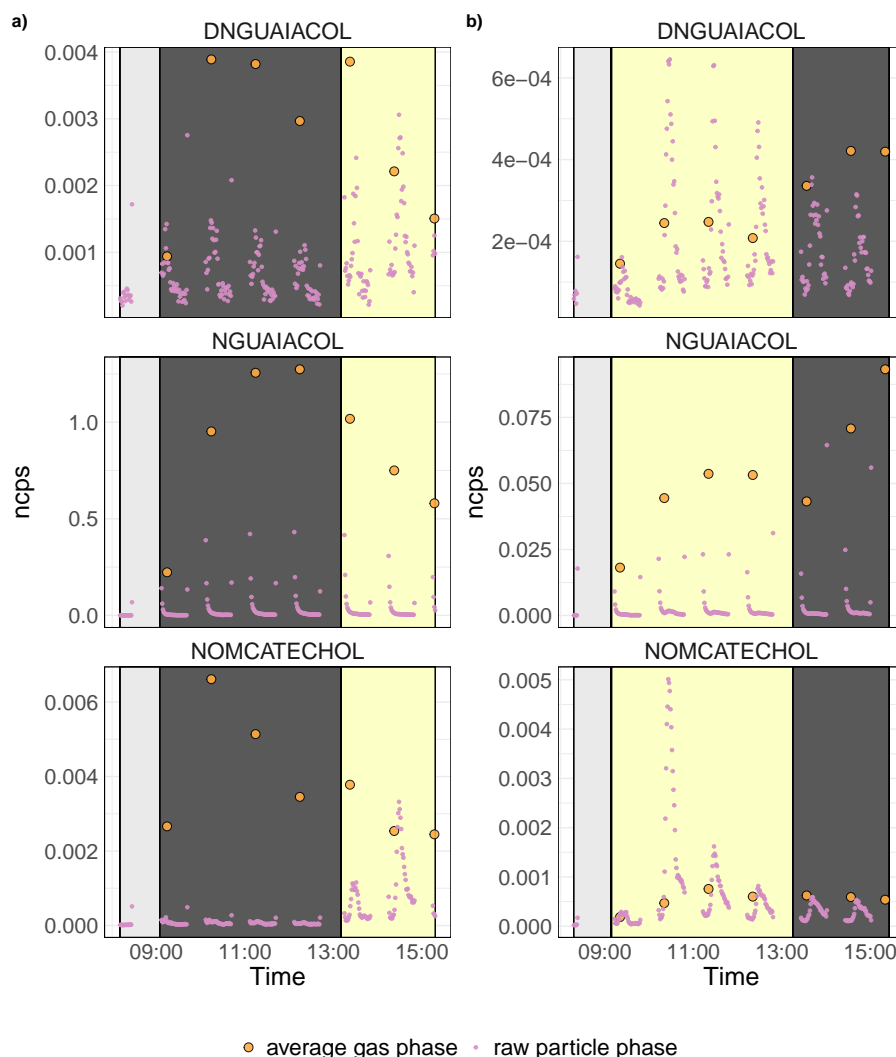 a)
DNGUAIACOL
0.004
0.003
0.002
0.001
NGUAIACOL
1.0
0.5
0.0
ncps
NOMCATECHOL
0.006
0.004
0.002
0.000
09:00 11:00 13:00 15:00
Time
b)
DNGUAIACOL
6e−04
4e−04
2e−04
NGUAIACOL
0.075
0.050
0.025
0.000
ncps
NOMCATECHOL
0.005
0.004
0.003
0.002
0.001
0.000
09:00 11:00 13:00 15:00
Time
average gas phase raw particle phase